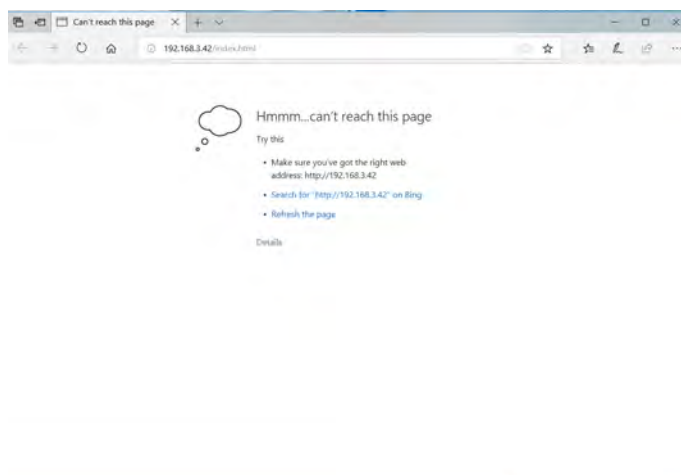 Can't reach this page
192.168.3.42/index.html
Hmmm...can't reach this page
Try this
• Make sure you've got the right web
address: http://192.168.3.42
• Search for "http://192.168.3.42" on Bing
• Refresh the page
Details